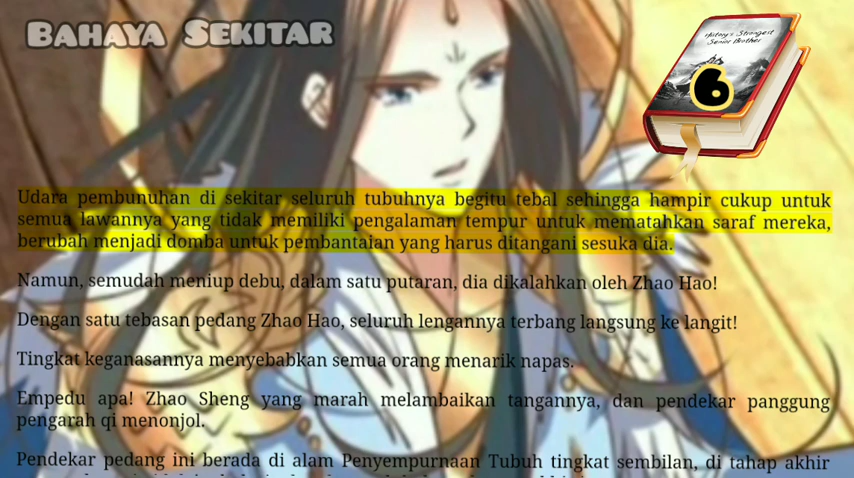 Bahaya Sekitar
History's Strongest
Senior Brother
6
Udara pembunuhan di sekitar seluruh tubuhnya begitu tebal sehingga hampir cukup untuk
semua lawannya yang tidak memiliki pengalaman tempur untuk mematahkan saraf mereka,
berubah menjadi domba untuk pembantaian yang harus ditangani sesuka dia.
Namun, semudah meniup debu, dalam satu putaran, dia dikalahkan oleh Zhao Hao!
Dengan satu tebasan pedang Zhao Hao, seluruh lengannya terbang langsung ke langit!
Tingkat keganasannya menyebabkan semua orang menarik napas.
Empedu apa! Zhao Sheng yang marah melambaikan tangannya, dan pendekar panggung
pengarah qi menonjol.
Pendekar pedang ini berada di alam Penyempurnaan Tubuh tingkat sembilan, di tahap akhir